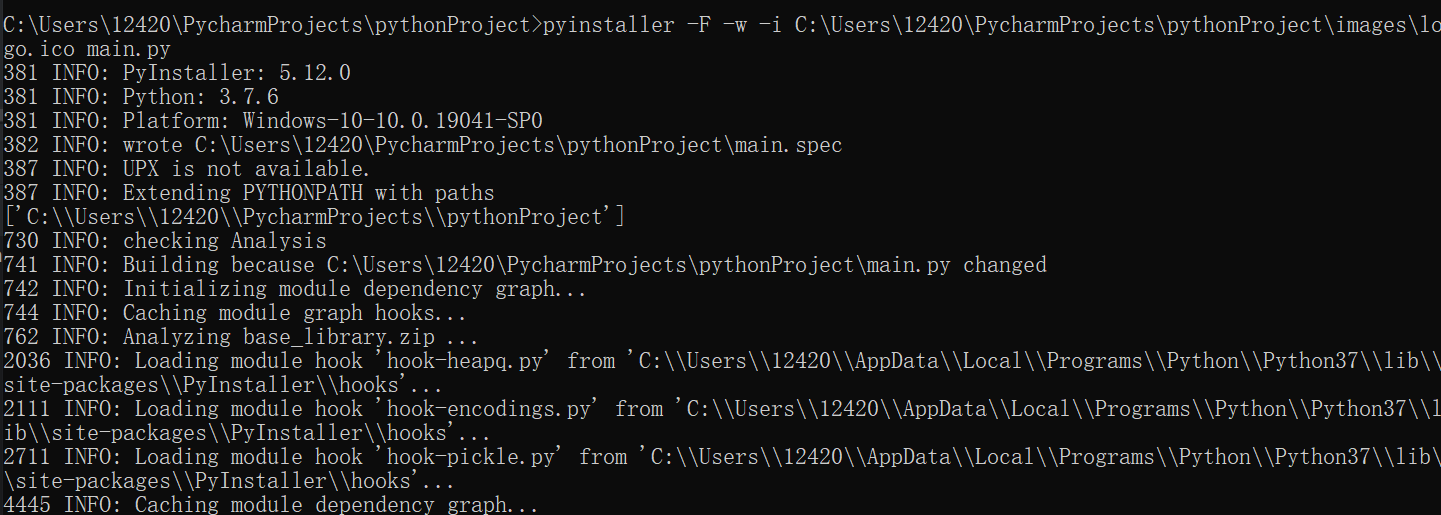 C:\Users\12420\PycharmProjects\pythonProject>pyinstaller -F -w -i C:\Users\12420\PycharmProjects\pythonProject\images\lo
go.ico main.py
381 INFO: PyInstaller: 5.12.0
381 INFO: Python: 3.7.6
381 INFO: Platform: Windows-10-10.0.19041-SP0
382 INFO: wrote C:\Users\12420\PycharmProjects\pythonProject\main.spec
387 INFO: UPX is not available.
387 INFO: Extending PYTHONPATH with paths
['C:\\Users\\12420\\PycharmProjects\\pythonProject']
730 INFO: checking Analysis
741 INFO: Building because C:\Users\12420\PycharmProjects\pythonProject\main.py changed
742 INFO: Initializing module dependency graph...
744 INFO: Caching module graph hooks...
762 INFO: Analyzing base_library.zip ...
2036 INFO: Loading module hook 'hook-heapq.py' from 'C:\\Users\\12420\\AppData\\Local\\Programs\\Python\\Python37\\lib\\
site-packages\\PyInstaller\\hooks'...
2111 INFO: Loading module hook 'hook-encodings.py' from 'C:\\Users\\12420\\AppData\\Local\\Programs\\Python\\Python37\\l
ib\\site-packages\\PyInstaller\\hooks'...
2711 INFO: Loading module hook 'hook-pickle.py' from 'C:\\Users\\12420\\AppData\\Local\\Programs\\Python\\Python37\\lib\
\site-packages\\PyInstaller\\hooks'...
4445 INFO: Caching module dependency graph...